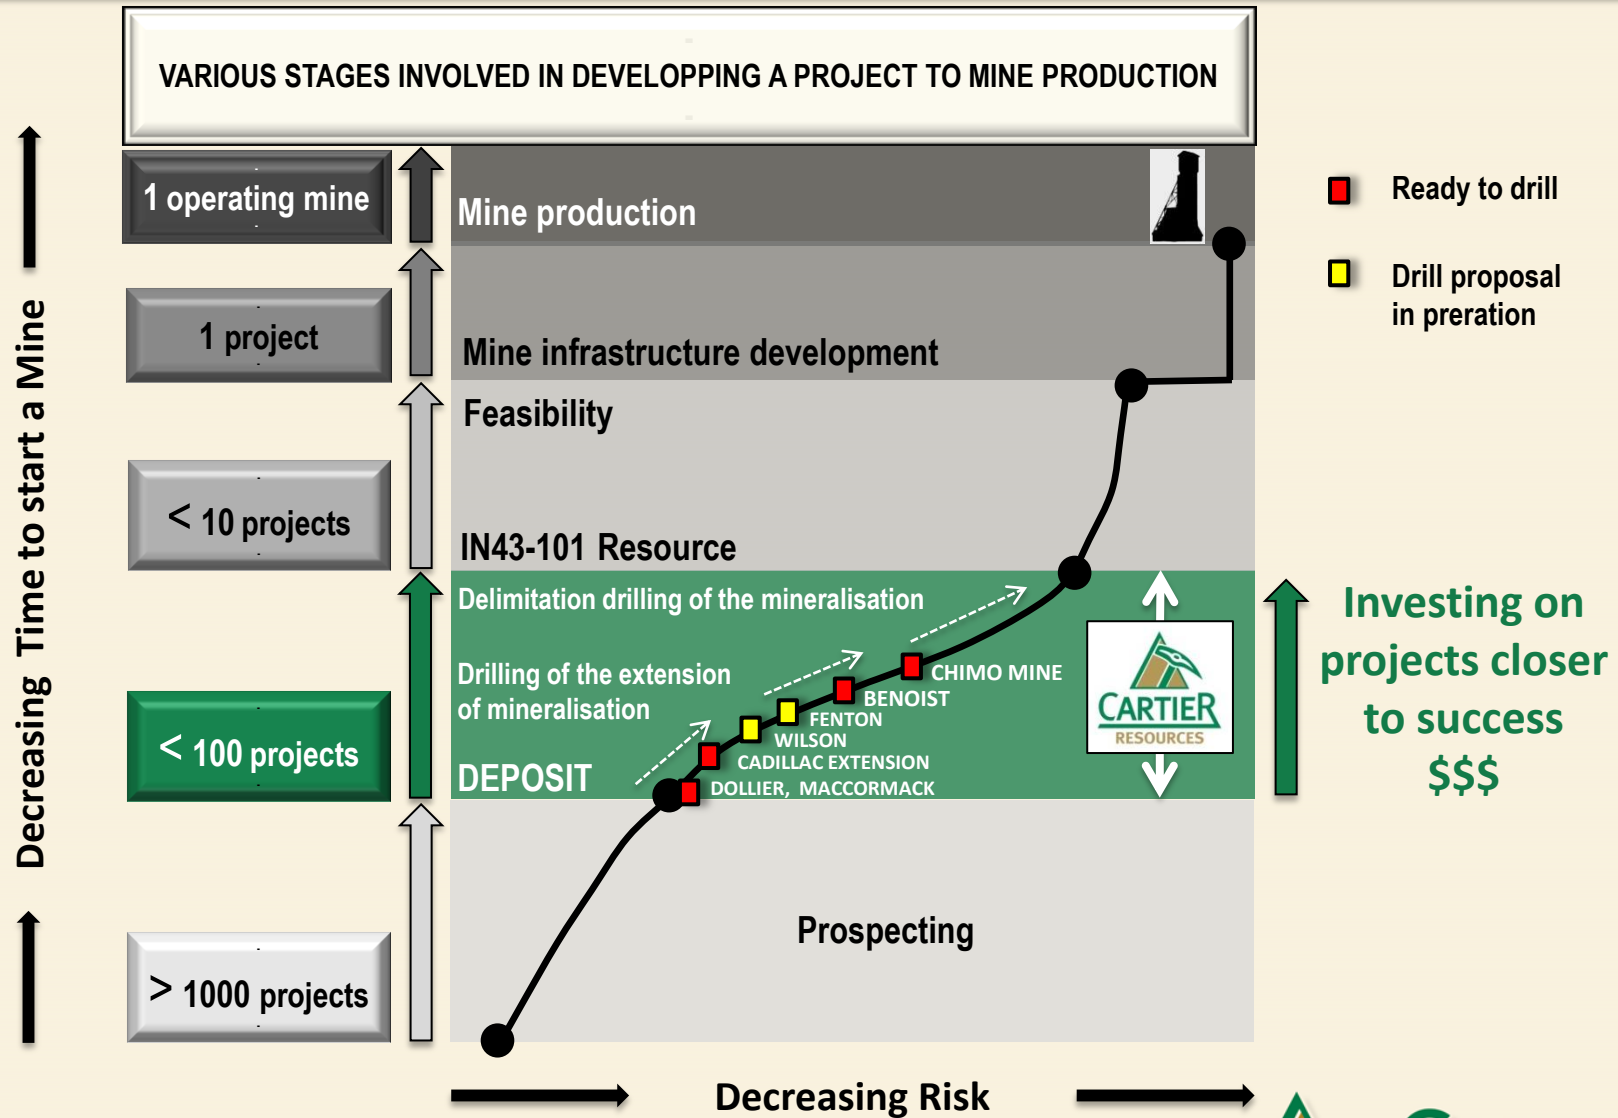 VARIOUS STAGES INVOLVED IN DEVELOPPING A PROJECT TO MINE PRODUCTION
Decreasing Time to start a Mine
1 operating mine
Mine production
1 project
Mine infrastructure development
Feasibility
< 10 projects
IN43-101 Resource
Delimitation drilling of the mineralisation
Drilling of the extension
of mineralisation
< 100 projects
DEPOSIT
CHIMO MINE
BENOIST
FENTON
WILSON
CADILLAC EXTENSION
DOLLIER, MACCORMACK
CARTIER
RESOURCES
> 1000 projects
Prospecting
Decreasing Risk
Ready to drill
Drill proposal
in preration
Investing on
projects closer
to success
$$$